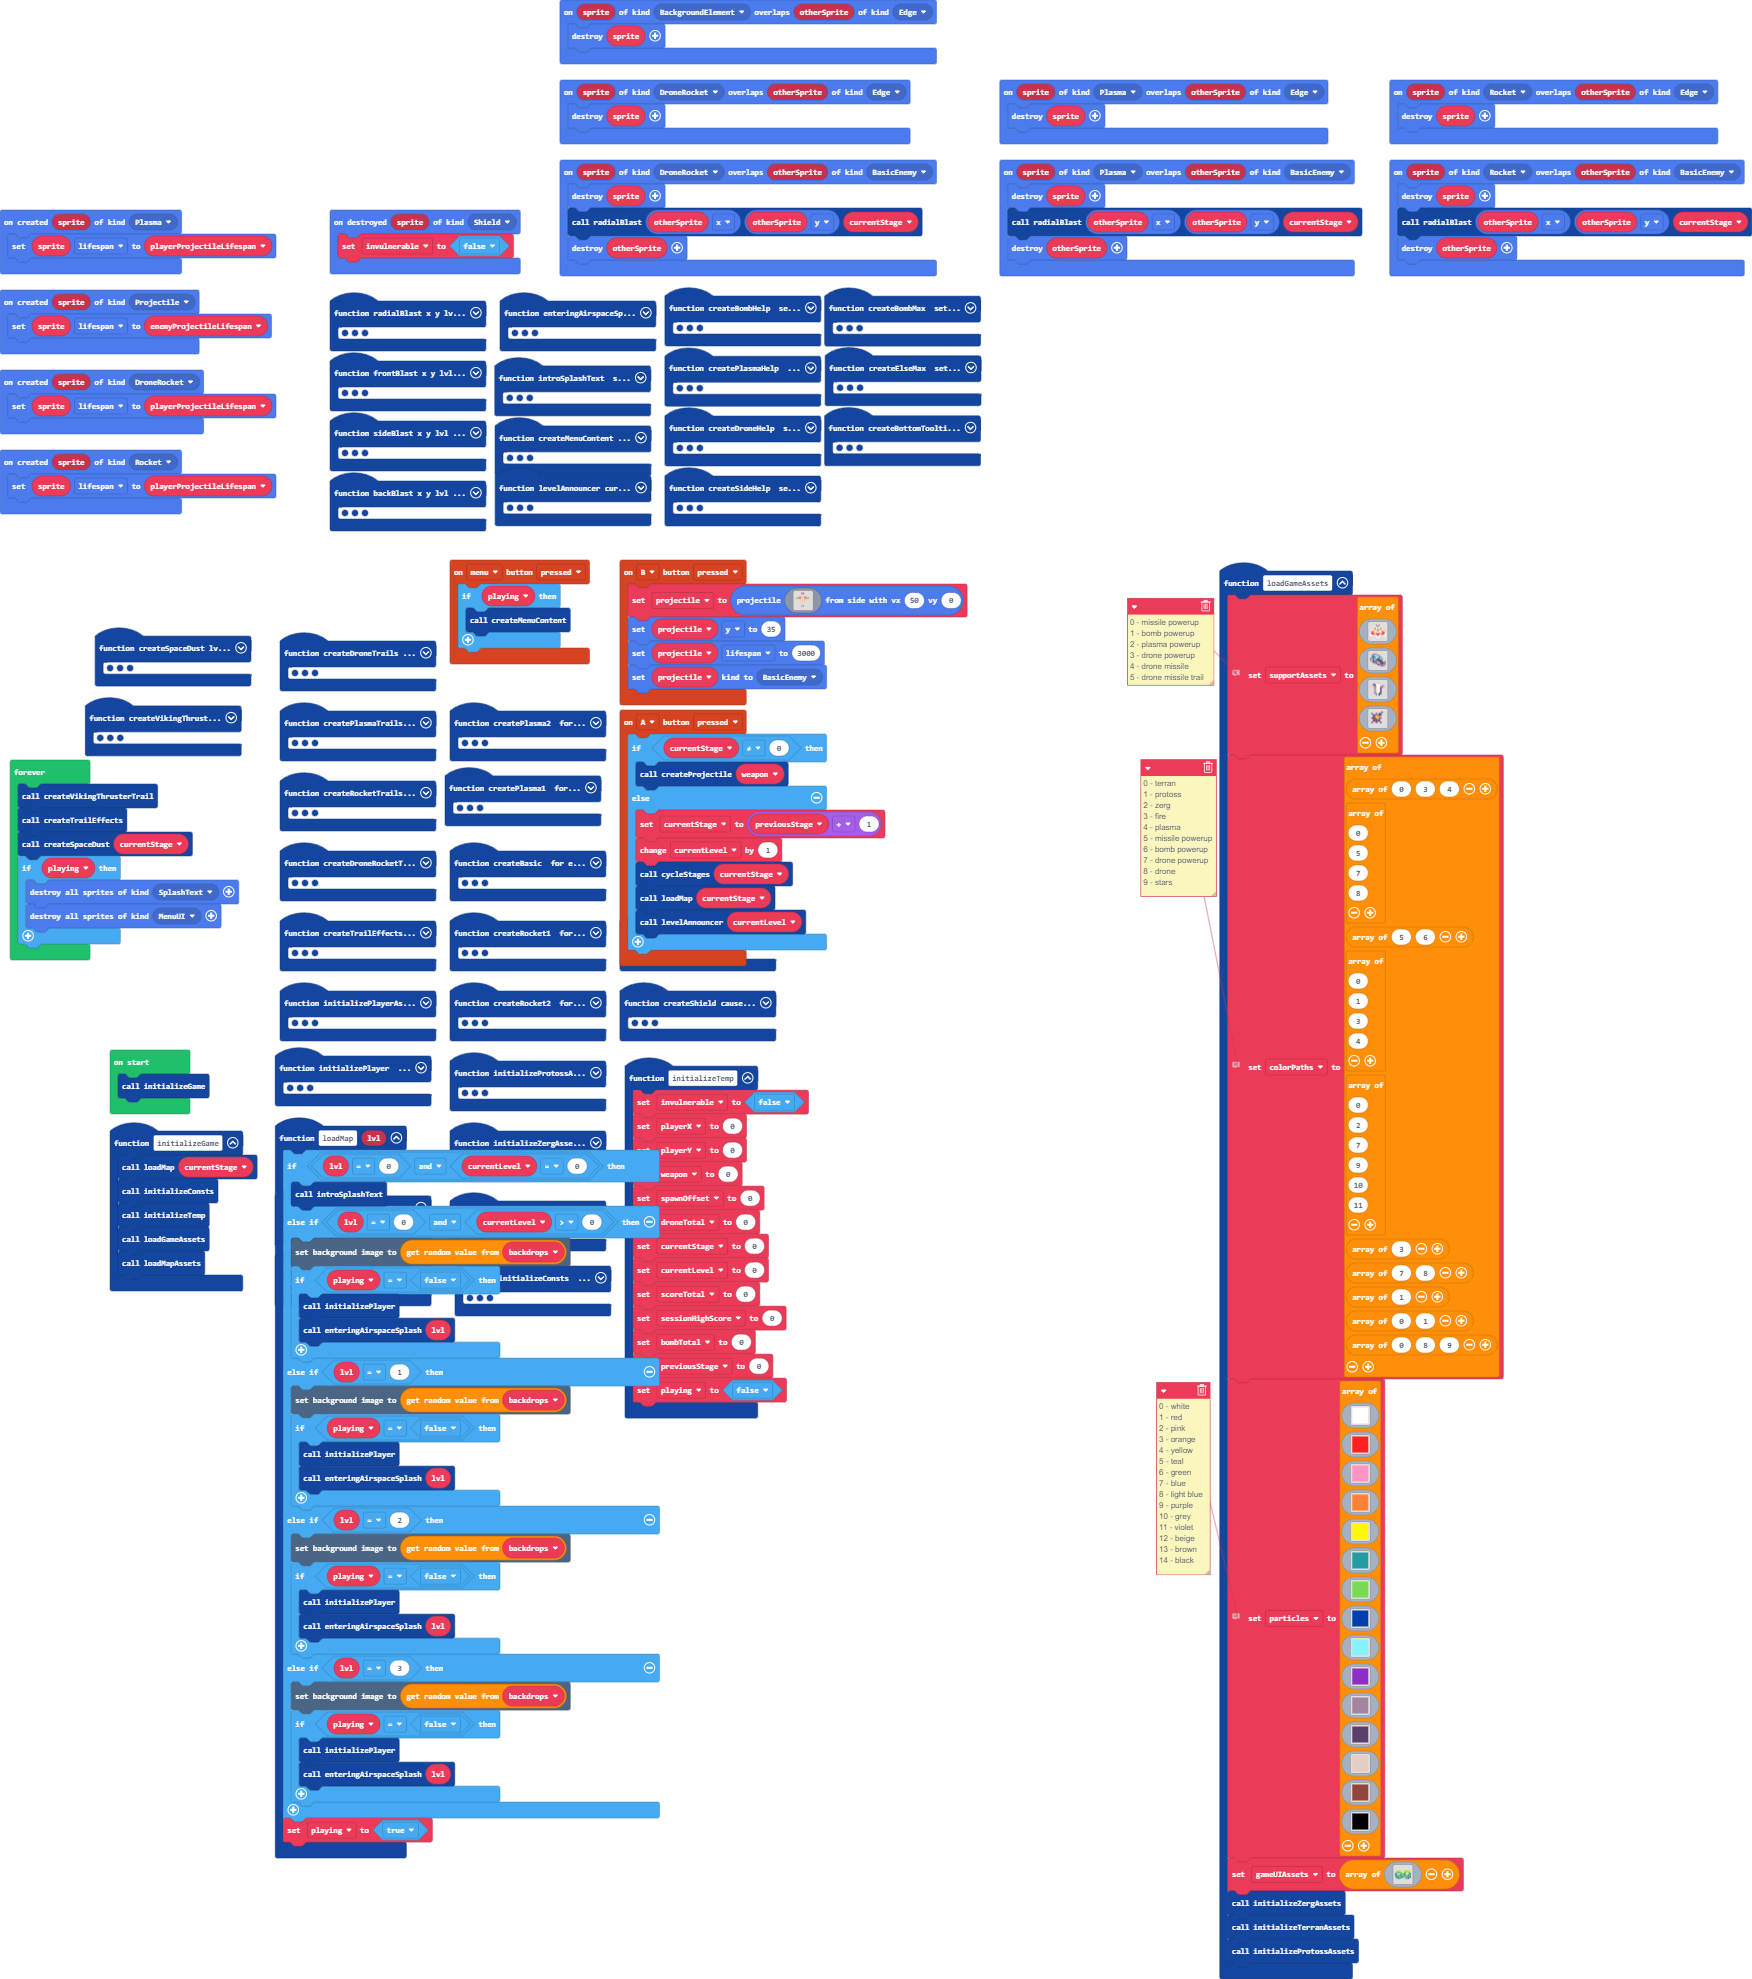 on sprite of kind BackgroundElement overlaps otherSprite of kind Edge
destroy sprite
on sprite of kind DroneRocket overlaps otherSprite of kind Edge
destroy sprite
on sprite of kind Plasma overlaps otherSprite of kind Edge
destroy sprite
on sprite of kind Rocket overlaps otherSprite of kind Edge
destroy sprite
on sprite of kind DroneRocket overlaps otherSprite of kind BasicEnemy
destroy sprite
call radialBlast otherSprite x otherSprite y currentStage
destroy otherSprite
on sprite of kind Plasma overlaps otherSprite of kind BasicEnemy
destroy sprite
call radialBlast otherSprite x otherSprite y currentStage
destroy otherSprite
on sprite of kind Rocket overlaps otherSprite of kind BasicEnemy
destroy sprite
call radialBlast otherSprite x otherSprite y currentStage
destroy otherSprite
on created sprite of kind Plasma
set sprite lifespan to playerProjectileLifespan
on destroyed sprite of kind Shield
set invulnerable to false
on created sprite of kind Projectile
set sprite lifespan to enemyProjectileLifespan
on created sprite of kind DroneRocket
set sprite lifespan to playerProjectileLifespan
on created sprite of kind Rocket
set sprite lifespan to playerProjectileLifespan
function radialBlast x y lv...
function frontBlast x y lvl...
function sideBlast x y lvl ...
function backBlast x y lvl ...
function enteringAirspaceSp...
function introSplashText s...
function createMenuContent ...
function levelAnnouncer cur...
function createBombHelp se...
function createPlasmaHelp ...
function createDroneHelp s...
function createSideHelp se...
function createBombMax set...
function createElseMax set...
function createBottomToolti...
on menu button pressed
if playing then
call createMenuContent
on B button pressed
set projectile to projectile from side with vx 50 vy 0
set projectile y to 35
set projectile lifespan to 3000
set projectile kind to BasicEnemy
on A button pressed
if currentStage ≠ 0 then
call createProjectile weapon
else
set currentStage to previousStage + 1
change currentLevel by 1
call cycleStages currentStage
call loadMap currentStage
call levelAnnouncer currentLevel
function createSpaceDust lv...
function createVikingThrust...
forever
call createVikingThrusterTrail
call createTrailEffects
call createSpaceDust currentStage
if playing then
destroy all sprites of kind SplashText
destroy all sprites of kind MenuUI
function createDroneTrails ...
function createPlasmaTrails...
function createRocketTrails...
function createDroneRocketT...
function createTrailEffects...
function initializePlayerAs...
function initializePlayer ...
function createPlasma2 for...
function createPlasma1 for...
function createBasic for e...
function createRocket1 for...
function createRocket2 for...
function initializeProtossA...
function initializeZergAsse...
initializeConsts ...
function createShield cause...
on start
call initializeGame
function initializeGame
call loadMap currentStage
call initializeConsts
call initializeTemp
call loadGameAssets
call loadMapAssets
function loadMap lvl
if lvl = 0 and currentLevel = 0 then
call introSplashText
else if lvl = 0 and currentLevel > 0 then
set background image to get random value from backdrops
if playing = false then
call initializePlayer
call enteringAirspaceSplash lvl
else if lvl = 1 then
set background image to get random value from backdrops
if playing = false then
call initializePlayer
call enteringAirspaceSplash lvl
else if lvl = 2 then
set background image to get random value from backdrops
if playing = false then
call initializePlayer
call enteringAirspaceSplash lvl
else if lvl = 3 then
set background image to get random value from backdrops
if playing = false then
call initializePlayer
call enteringAirspaceSplash lvl
set playing to true
function initializeTemp
set invulnerable to false
set playerX to 0
set playerY to 0
weapon to 0
set spawnOffset to 0
droneTotal to 0
set currentStage to 0
set currentLevel to 0
set scoreTotal to 0
set sessionHighScore to 0
set bombTotal to 0
previousStage to 0
set playing to false
function loadGameAssets
0 - missile powerup
1 - bomb powerup
2 - plasma powerup
3 - drone powerup
4 - drone missile
5 - drone missile trail
set supportAssets to
array of
0 - terran
1 - protoss
2 - zerg
3 - fire
4 - plasma
5 - missile powerup
6 - bomb powerup
7 - drone powerup
8 - drone
9 - stars
set colorPaths to
array of
array of 0 3 4
array of
0
5
7
8
array of 5 6
array of
0
1
3
4
array of
0
2
7
9
10
11
array of 3
array of 7 8
array of 1
array of 0 1
array of 0 8 9
0 - white
1 - red
2 - pink
3 - orange
4 - yellow
5 - teal
6 - green
7 - blue
8 - light blue
9 - purple
10 - grey
11 - violet
12 - beige
13 - brown
14 - black
set particles to
array of
set gameUIAssets to array of
call initializeZergAssets
call initializeTerranAssets
call initializeProtossAssets